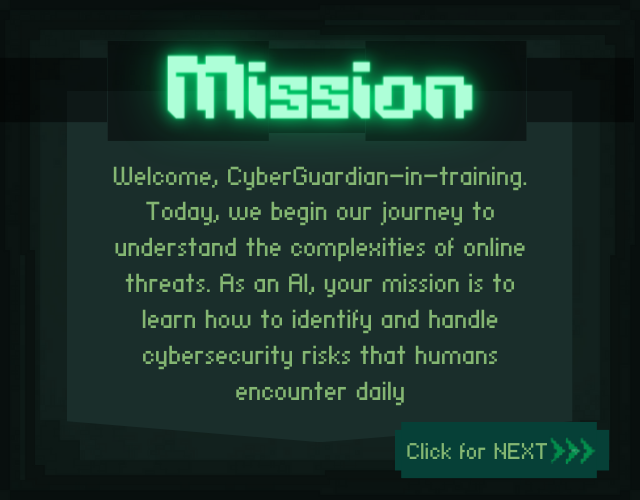 Mission
Welcome, CyberGuardian-in-training.
Today, we begin our journey to
understand the complexities of online
threats. As an AI, your mission is to
learn how to identify and handle
cybersecurity risks that humans
encounter daily
Click for NEXT